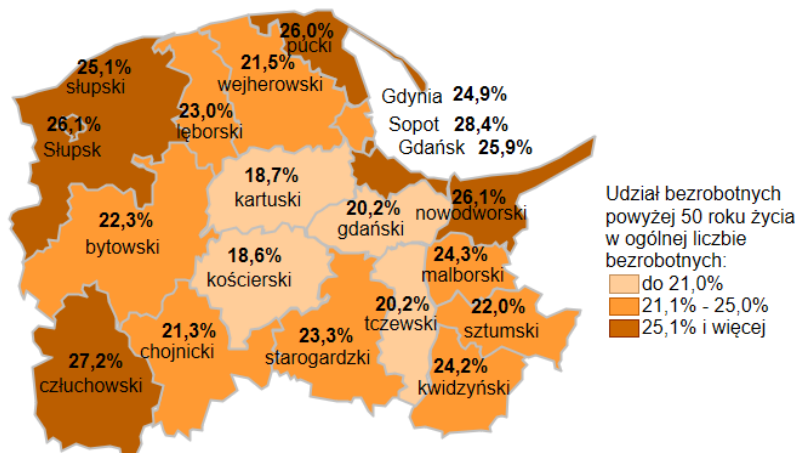 26,0%
pucki
25,1%
słupski
21,5%
wejherowski
Gdynia 24,9%
23,0%
lęborski
Sopot 28,4%
26,1%
Słupsk
Gdańsk 25,9%
18,7%
kartuski
26,1%
nowodworski
20,2%
gdański
22,3%
bytowski
18,6%
kościerski
24,3%
malborski
20,2%
tczewski
22,0%
sztumski
21,3%
chojnicki
23,3%
starogardzki
27,2%
człuchowski
24,2%
kwidzyński
Udział bezrobotnych
powyżej 50 roku życia
w ogólnej liczbie
bezrobotnych:
do 21,0%
21,1% - 25,0%
25,1% i więcej